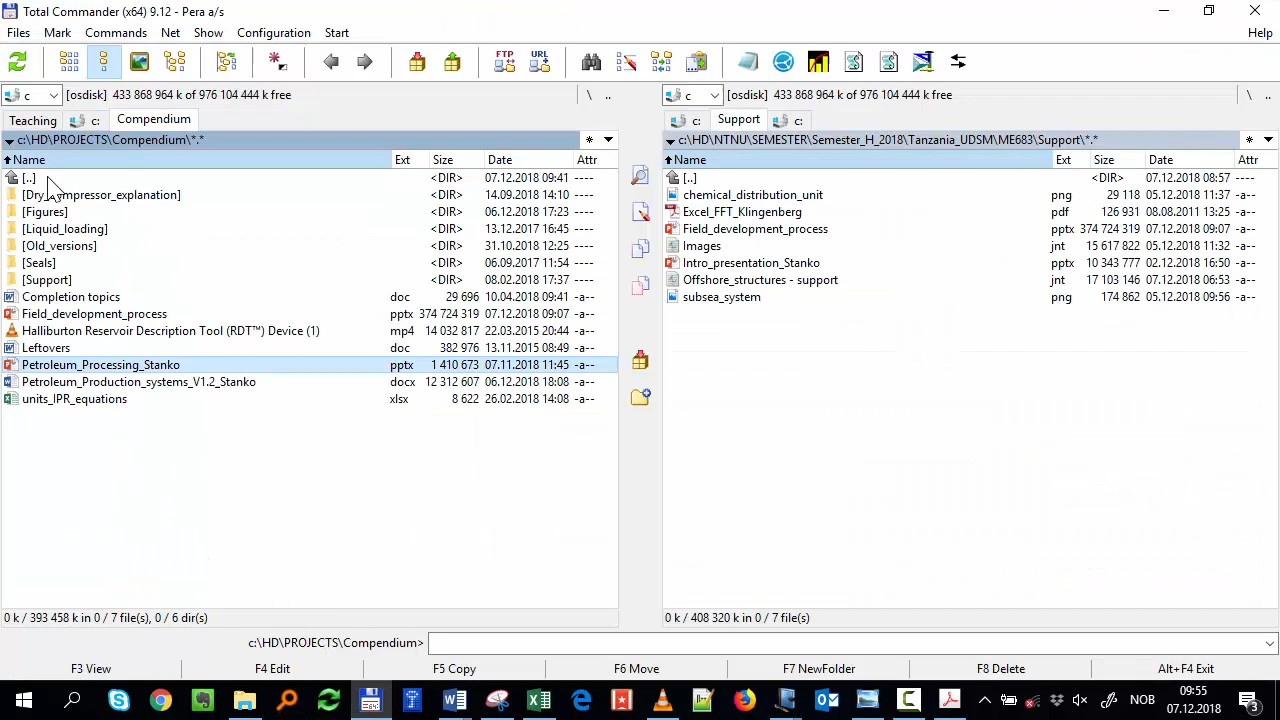 Total Commander (x64) 9.12 - Pera a/s
Files Mark Commands Net Show Configuration Start Help
FTP URL
c [osdisk] 433 868 964 k of 976 104 444 k free \ ..
Teaching c: Compendium
c:\HD\PROJECTS\Compendium\*.* * 
Name Ext Size Date Attr
[..] <DIR> 07.12.2018 09:41 ----
[Dry_compressor_explanation] <DIR> 14.09.2018 14:10 ----
[Figures] <DIR> 06.12.2018 17:23 ----
[Liquid_loading] <DIR> 13.12.2017 16:45 ----
[Old_versions] <DIR> 31.10.2018 12:25 ----
[Seals] <DIR> 06.09.2017 11:54 ----
[Support] <DIR> 08.02.2018 17:37 ----
Completion topics doc 29 696 10.04.2018 09:41 -a--
Field_development_process pptx 374 724 319 07.12.2018 09:07 -a--
Halliburton Reservoir Description Tool (RDT™) Device (1) mp4 14 032 817 22.03.2015 20:44 -a--
Leftovers doc 382 976 13.11.2015 08:49 -a--
Petroleum_Processing_Stanko pptx 1 410 673 07.11.2018 11:45 -a--
Petroleum_Production_systems_V1.2_Stanko docx 12 312 607 06.12.2018 18:08 -a--
units_IPR_equations xlsx 8 622 26.02.2018 14:08 -a--
0 k / 393 458 k in 0 / 7 file(s), 0 / 6 dir(s)
c [osdisk] 433 868 964 k of 976 104 444 k free \ ..
c: Support c:
c:\HD\NTNU\SEMESTER\Semester_H_2018\Tanzania_UDSM\ME683\Support\*.* *
Name Ext Size Date Attr
[..] <DIR> 07.12.2018 08:57 ----
chemical_distribution_unit png 29 118 05.12.2018 11:37 -a--
Excel_FFT_Klingenberg pdf 126 931 08.08.2011 13:25 -a--
Field_development_process pptx 374 724 319 07.12.2018 09:07 -a--
Images jnt 15 617 822 05.12.2018 11:32 -a--
Intro_presentation_Stanko pptx 10 343 777 02.12.2018 16:50 -a--
Offshore_structures - support jnt 17 103 146 07.12.2018 06:53 -a--
subsea_system png 174 862 05.12.2018 09:56 -a--
0 k / 408 320 k in 0 / 7 file(s)
c:\HD\PROJECTS\Compendium>
F3 View F4 Edit F5 Copy F6 Move F7 NewFolder F8 Delete Alt+F4 Exit
NOB
09:55
07.12.2018
3